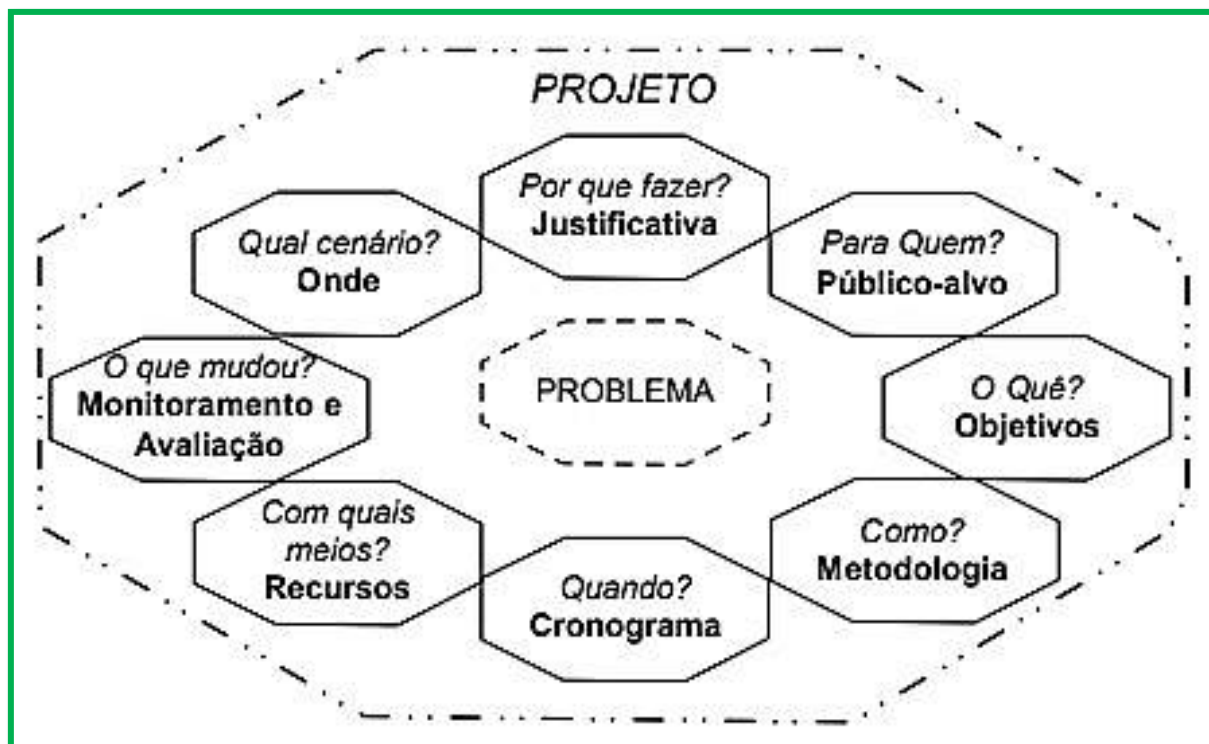 PROJETO
Por que fazer?
Justificativa
Qual cenário?
Onde
Para Quem?
Público-alvo
O que mudou?
Monitoramento e
Avaliação
PROBLEMA
O Quê?
Objetivos
Com quais
meios?
Recursos
Quando?
Cronograma
Como?
Metodologia